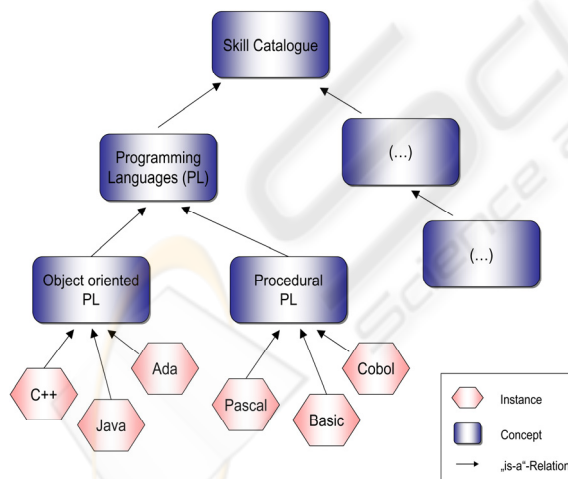 Skill Catalogue
Programming
Languages (PL)
(...)
(...)
Object oriented
PL
Procedural
PL
C++
Java
Ada
Pascal
Basic
Cobol
Instance
Concept
„is-a“-Relation
Science a